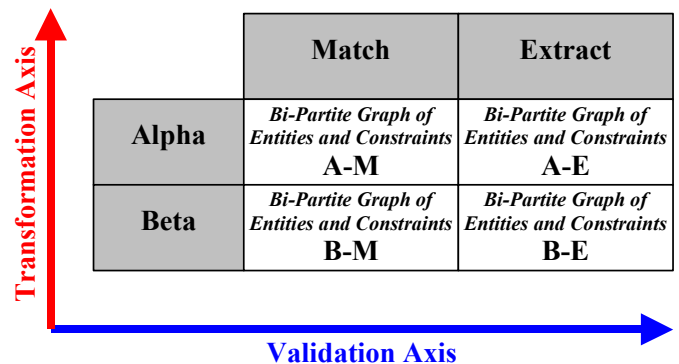 Transformation Axis
Match
Extract
Alpha
Bi-Partite Graph of
Entities and Constraints
A-M
Bi-Partite Graph of
Entities and Constraints
A-E
Beta
Bi-Partite Graph of
Entities and Constraints
B-M
Bi-Partite Graph of
Entities and Constraints
B-E
Validation Axis